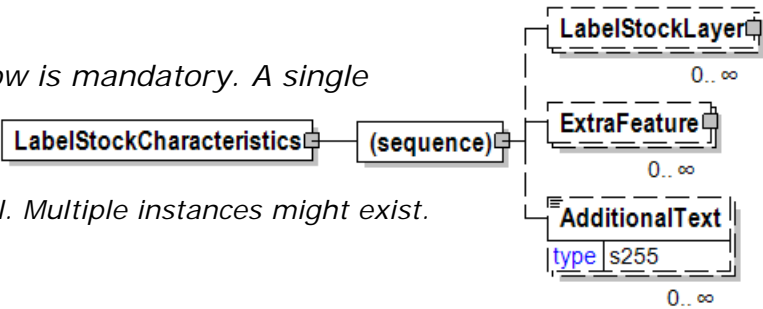 LabelStockLayer
0.. ∞
ow is mandatory. A single
LabelStockCharacteristics
(sequence)
ExtraFeature
0.. ∞
l. Multiple instances might exist.
AdditionalText
type s255
0.. ∞